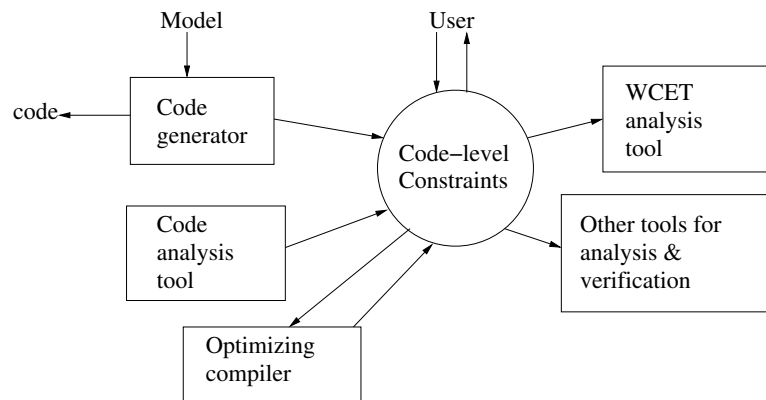 Model
User
code
Code
generator
Code−level
Constraints
WCET
analysis
tool
Code
analysis
tool
Other tools for
analysis &
verification
Optimizing
compiler